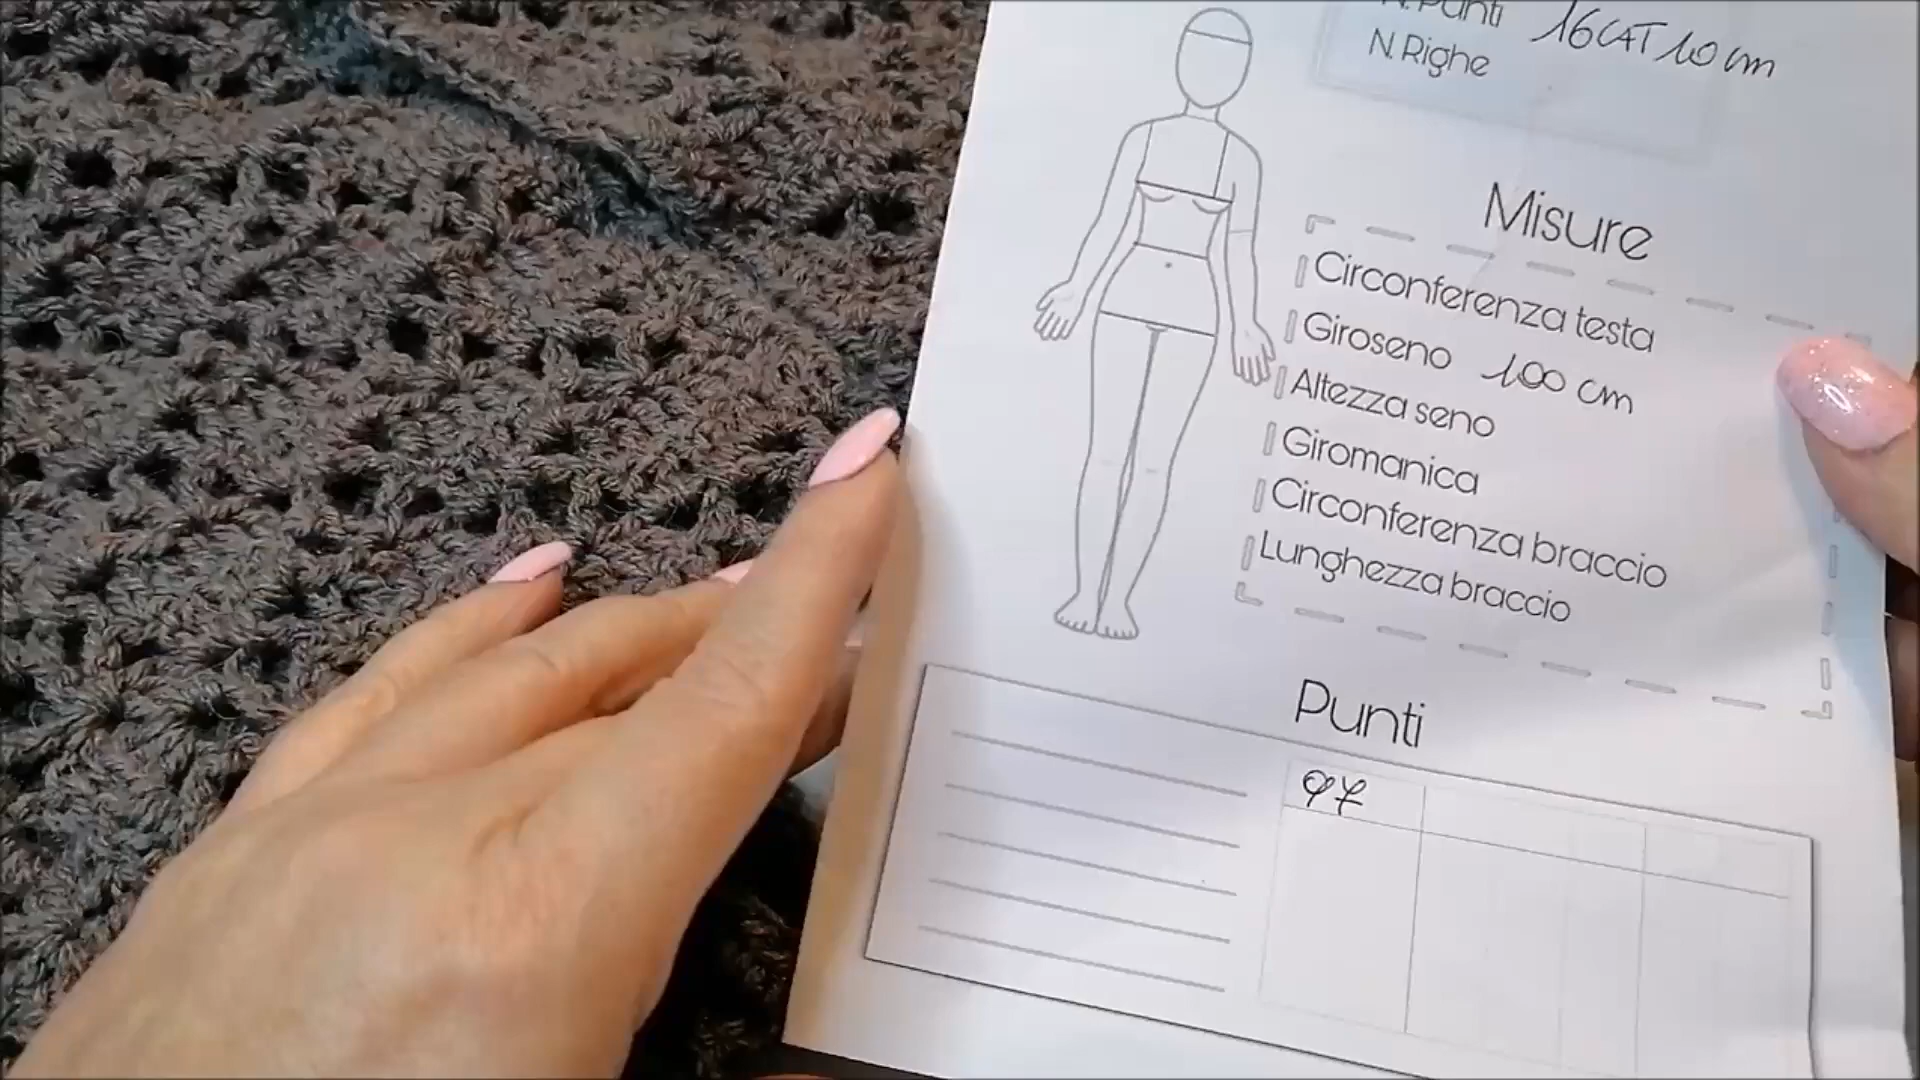 N. Punti 16 CAT 10 cm
N. Righe
Misure
Circonferenza testa
Giroseno 100 cm
Altezza seno
Giromanica
Circonferenza braccio
Lunghezza braccio
Punti
97